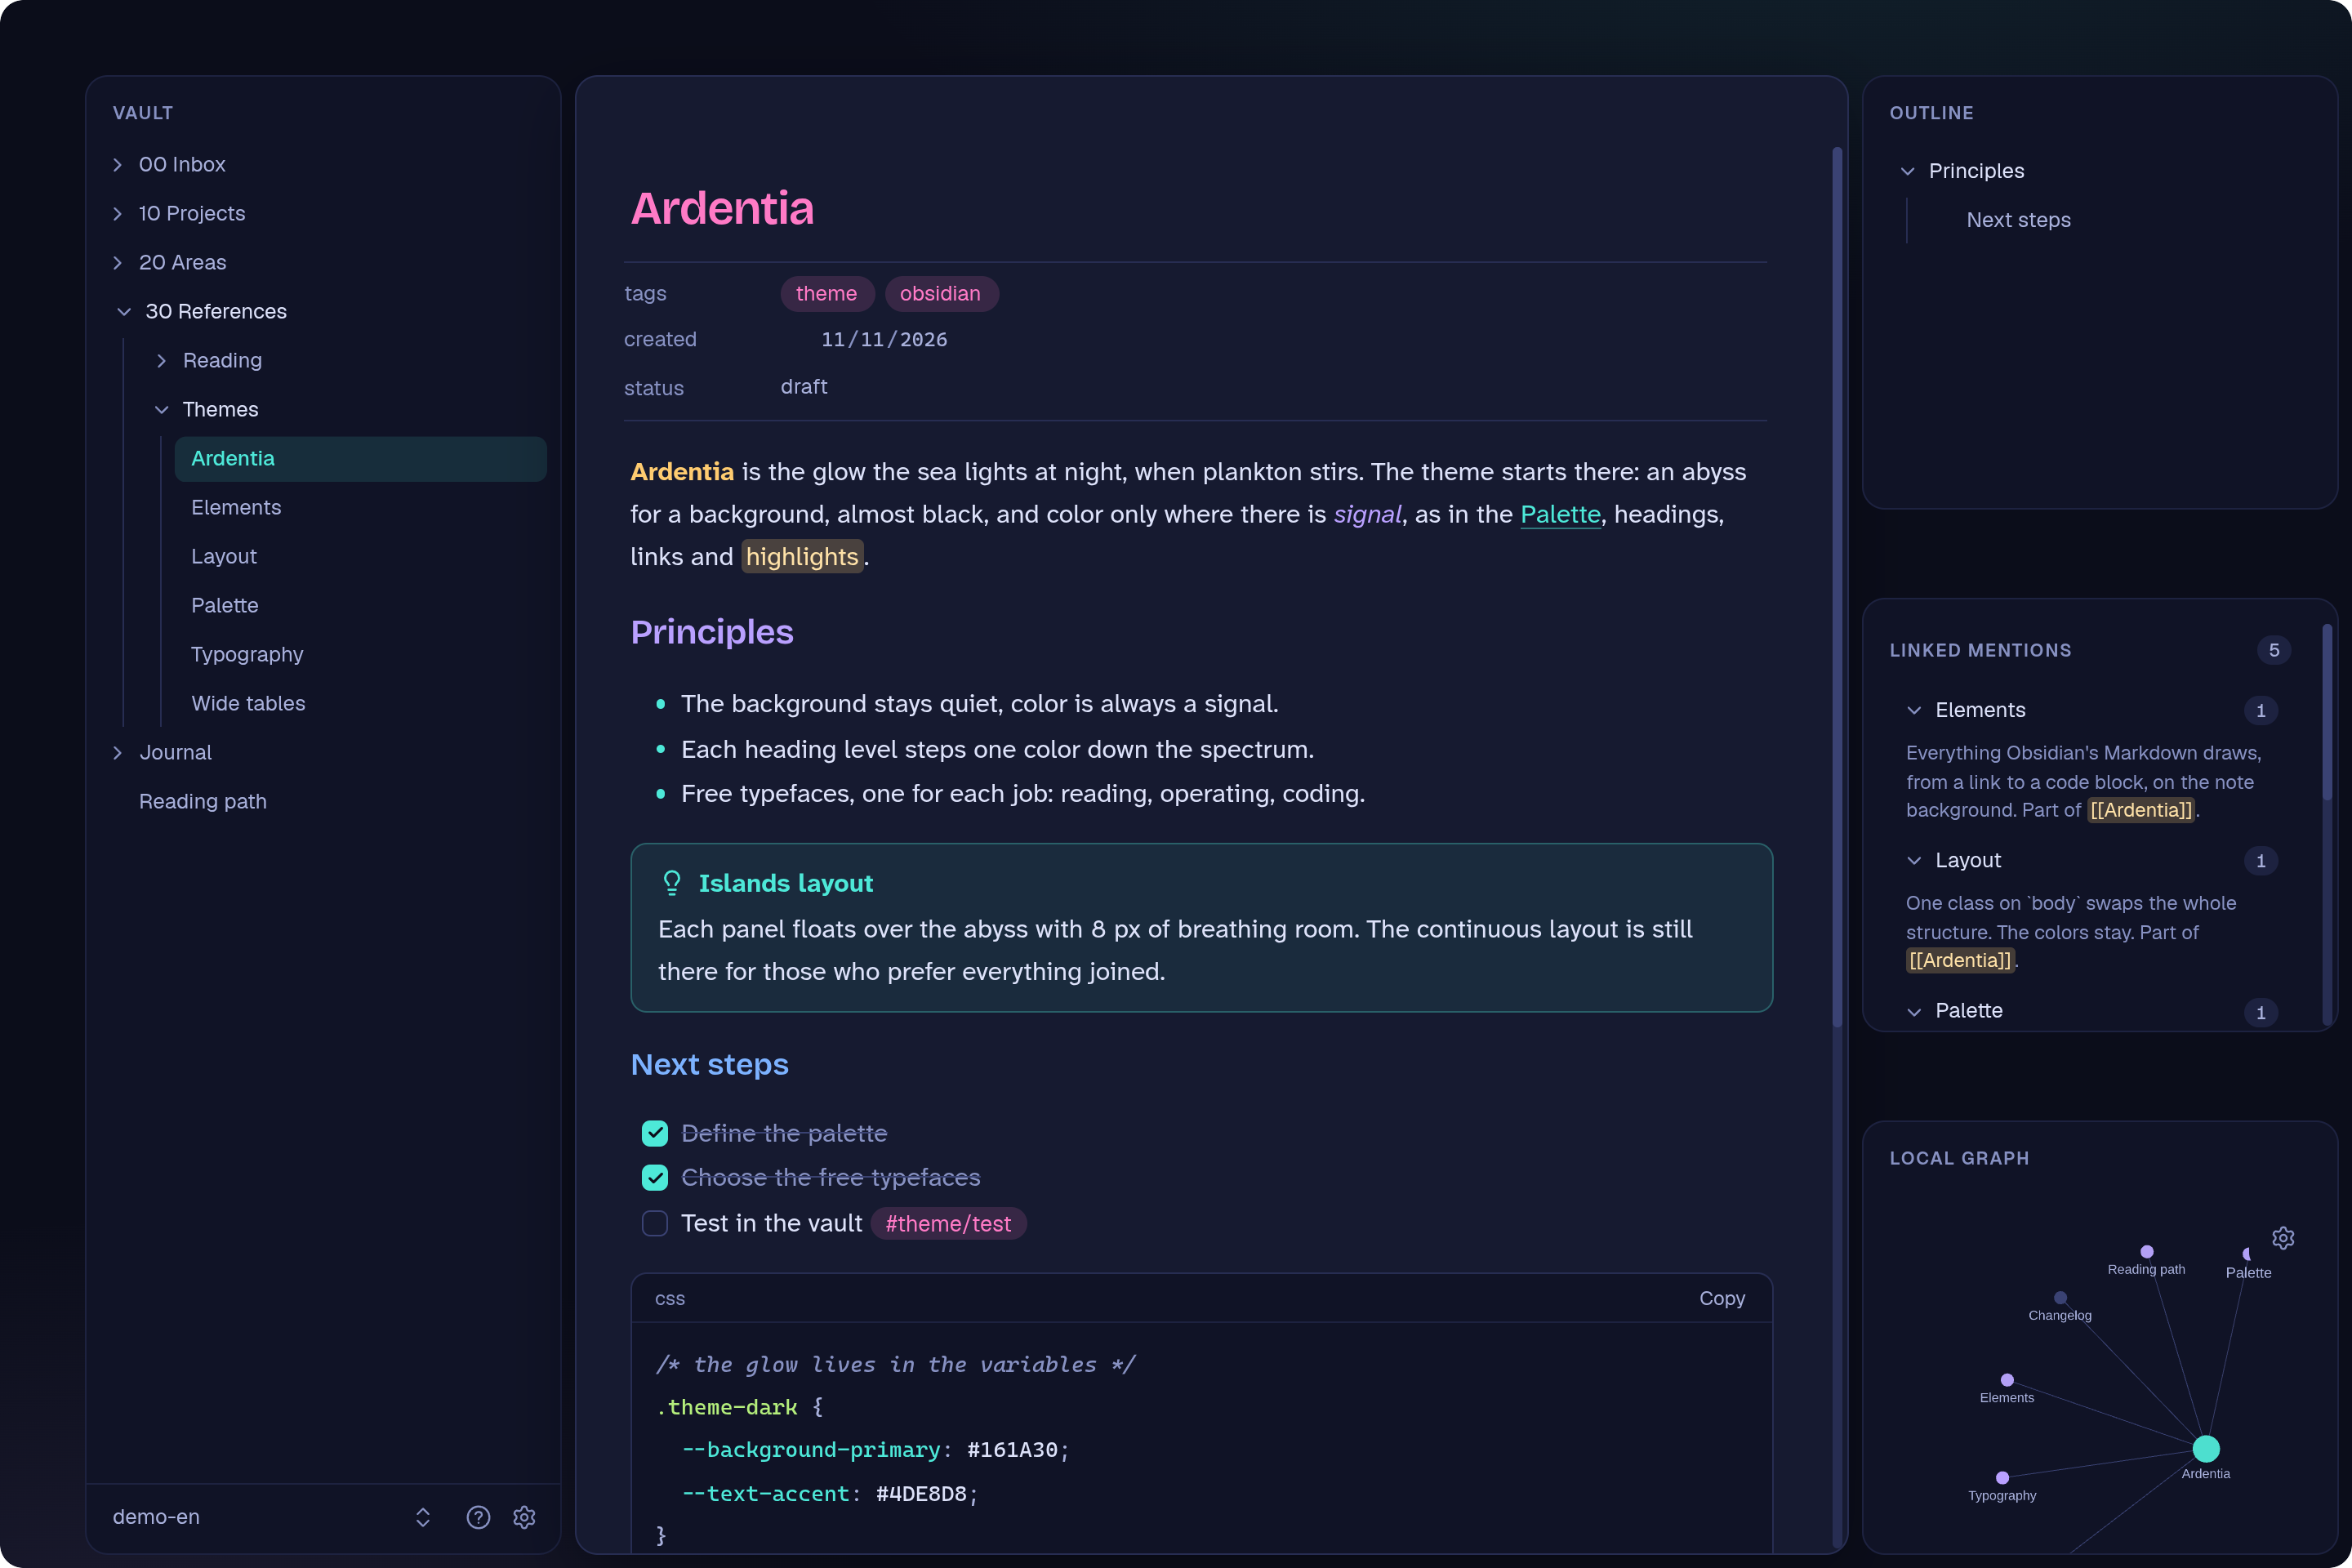 VAULT
00 Inbox
10 Projects
20 Areas
30 References
Reading
Themes
Ardentia
Elements
Layout
Palette
Typography
Wide tables
Journal
Reading path
demo-en
Ardentia
tags theme obsidian
created 11/11/2026
status draft
Ardentia is the glow the sea lights at night, when plankton stirs. The theme starts there: an abyss
for a background, almost black, and color only where there is signal, as in the Palette, headings,
links and highlights.
Principles
The background stays quiet, color is always a signal.
Each heading level steps one color down the spectrum.
Free typefaces, one for each job: reading, operating, coding.
Islands layout
Each panel floats over the abyss with 8 px of breathing room. The continuous layout is still
there for those who prefer everything joined.
Next steps
Define the palette
Choose the free typefaces
Test in the vault #theme/test
css Copy
/* the glow lives in the variables */
.theme-dark {
--background-primary: #161A30;
--text-accent: #4DE8D8;
}
OUTLINE
Principles
Next steps
LINKED MENTIONS 5
Elements 1
Everything Obsidian's Markdown draws,
from a link to a code block, on the note
background. Part of [[Ardentia]].
Layout 1
One class on `body` swaps the whole
structure. The colors stay. Part of
[[Ardentia]].
Palette 1
LOCAL GRAPH
Reading path
Palette
Changelog
Elements
Ardentia
Typography